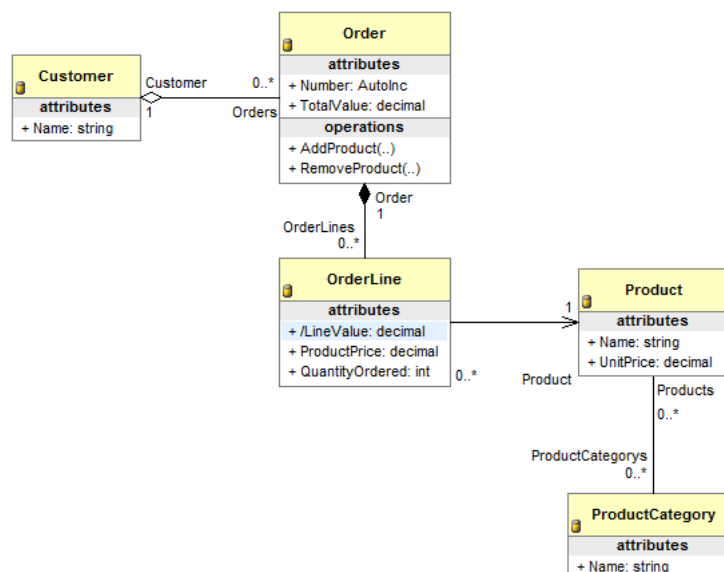 Customer
attributes
+ Name: string
Customer
1
0..*
Orders
Order
attributes
+ Number: AutoInc
+ TotalValue: decimal
operations
+ AddProduct(..)
+ RemoveProduct(..)
Order
1
OrderLines
0..*
OrderLine
attributes
+ /LineValue: decimal
+ ProductPrice: decimal
+ QuantityOrdered: int
0..*
1
Product
Product
attributes
+ Name: string
+ UnitPrice: decimal
Products
0..*
ProductCategorys
0..*
ProductCategory
attributes
+ Name: string